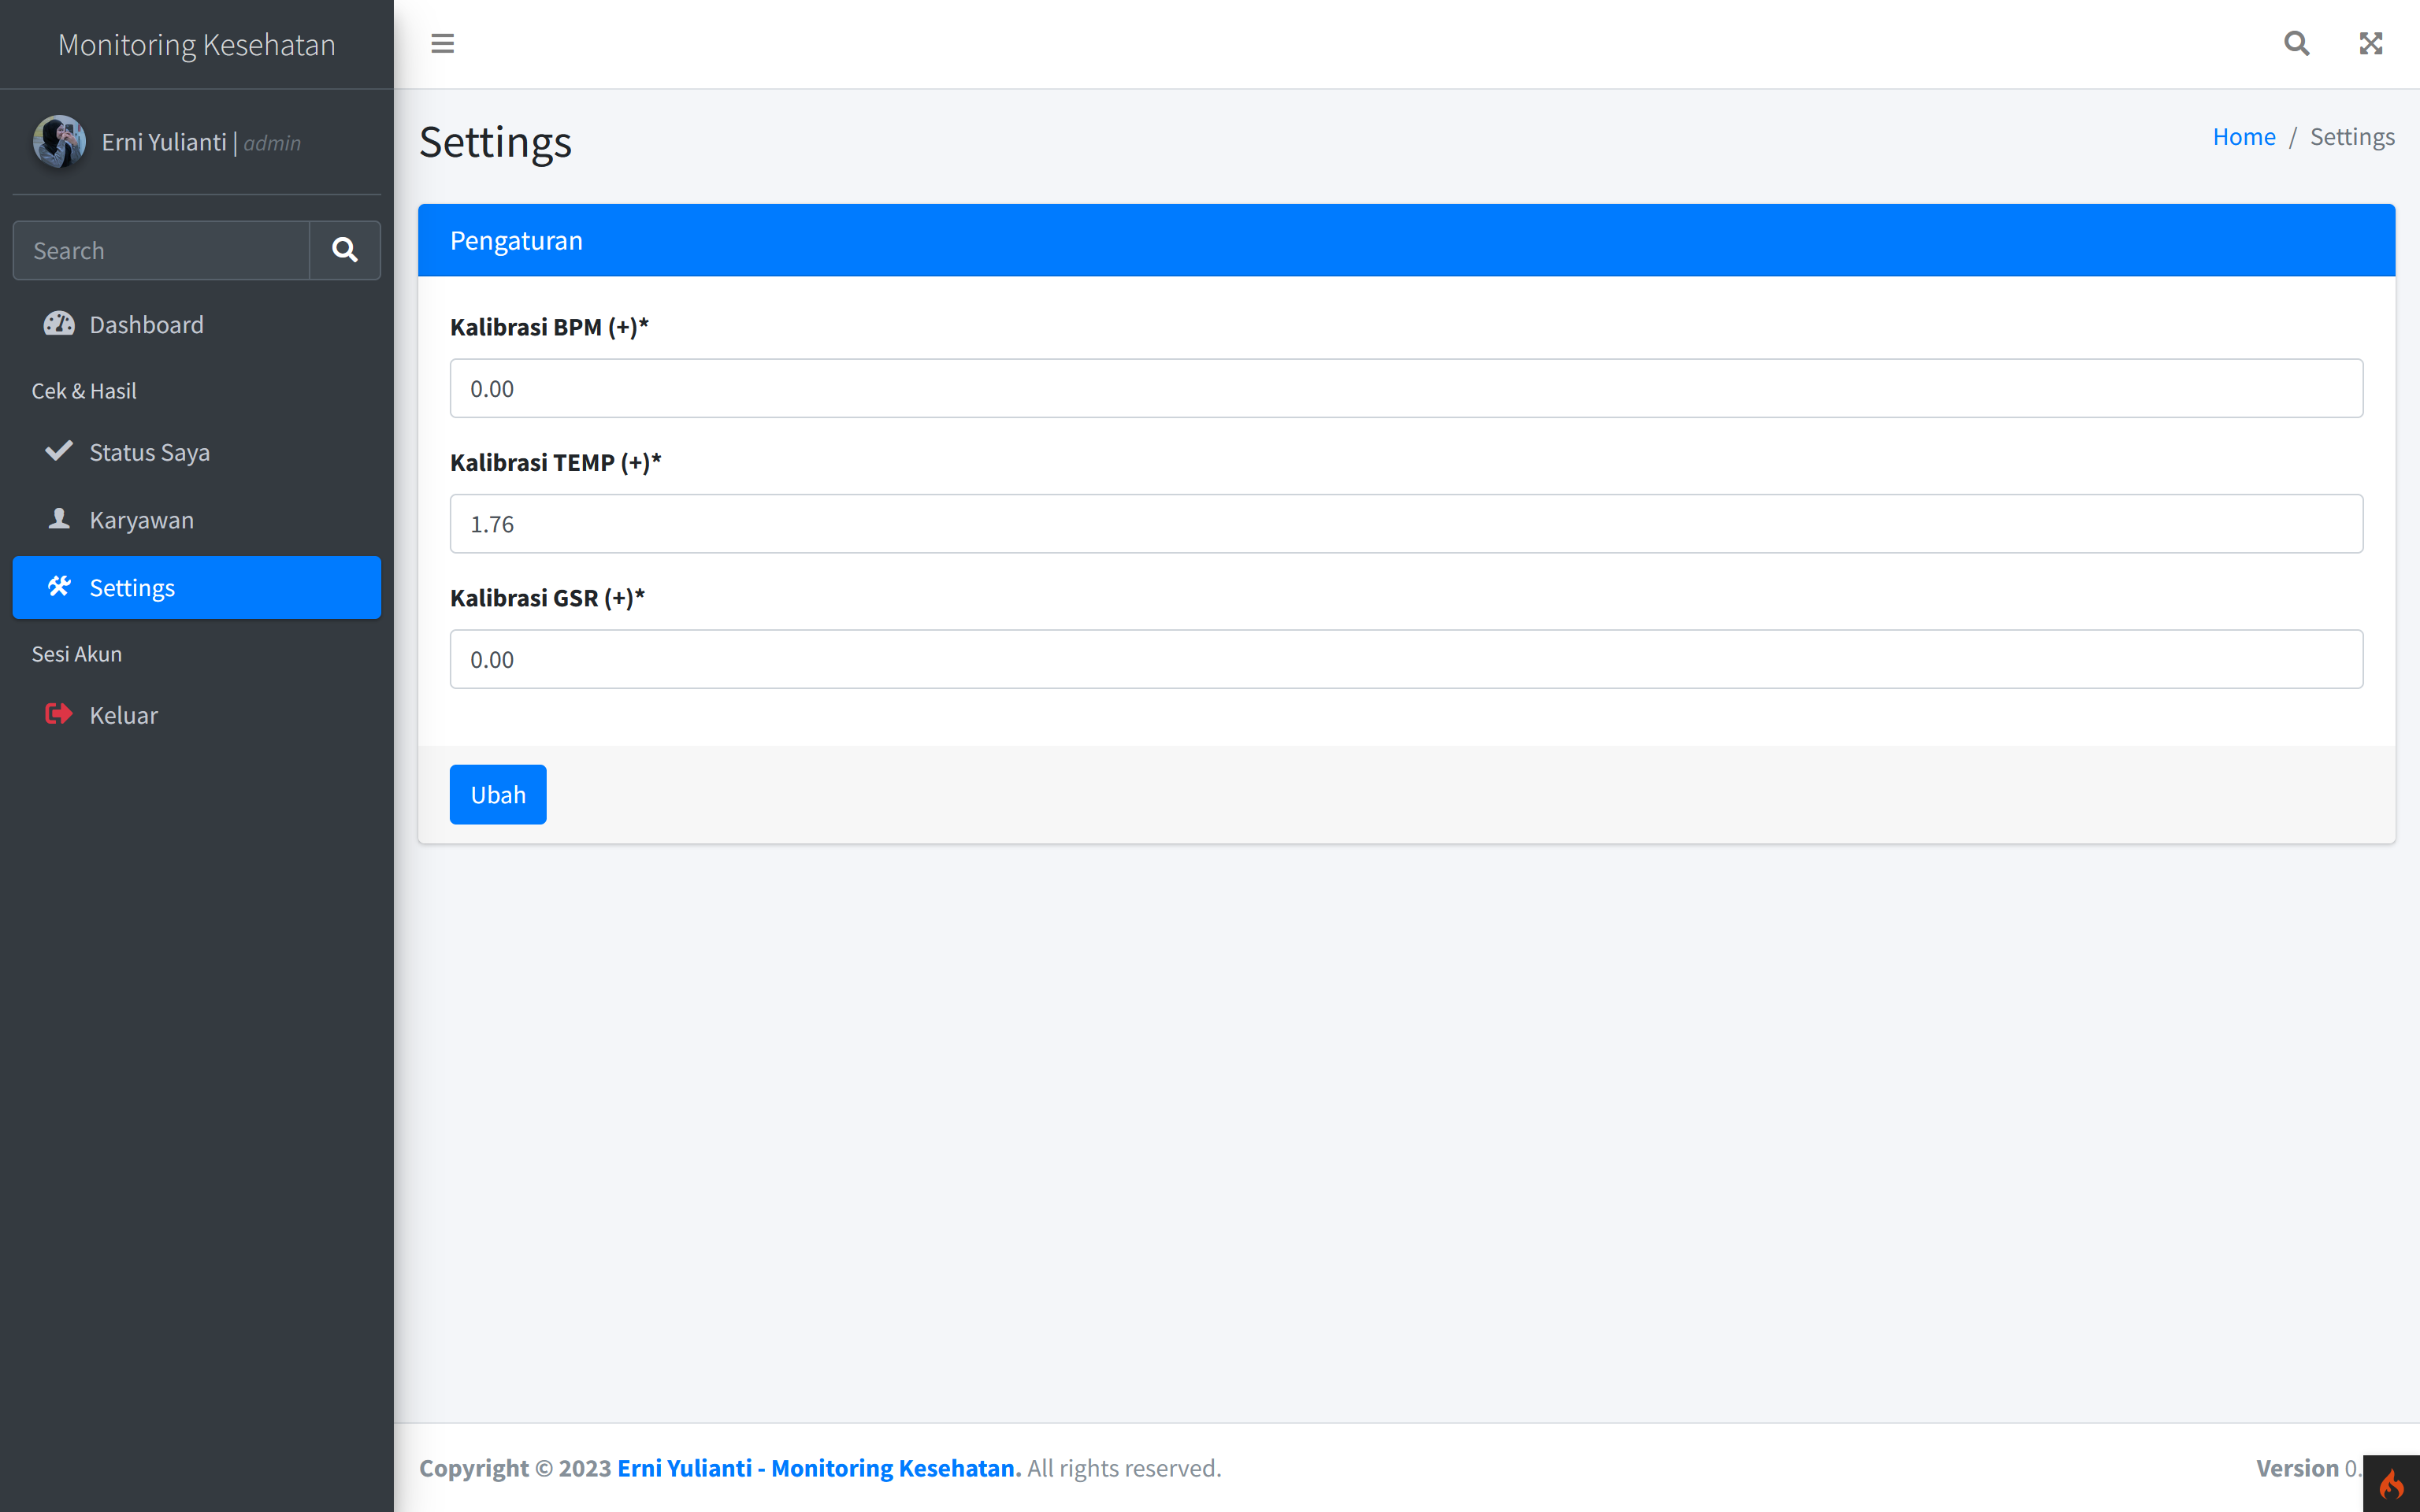 Monitoring Kesehatan
Erni Yulianti | admin
Search
Dashboard
Cek & Hasil
Status Saya
Karyawan
Settings
Sesi Akun
Keluar
Settings
Home / Settings
Pengaturan
Kalibrasi BPM (+)*
0.00
Kalibrasi TEMP (+)*
1.76
Kalibrasi GSR (+)*
0.00
Ubah
Copyright © 2023 Erni Yulianti - Monitoring Kesehatan. All rights reserved.
Version 0.